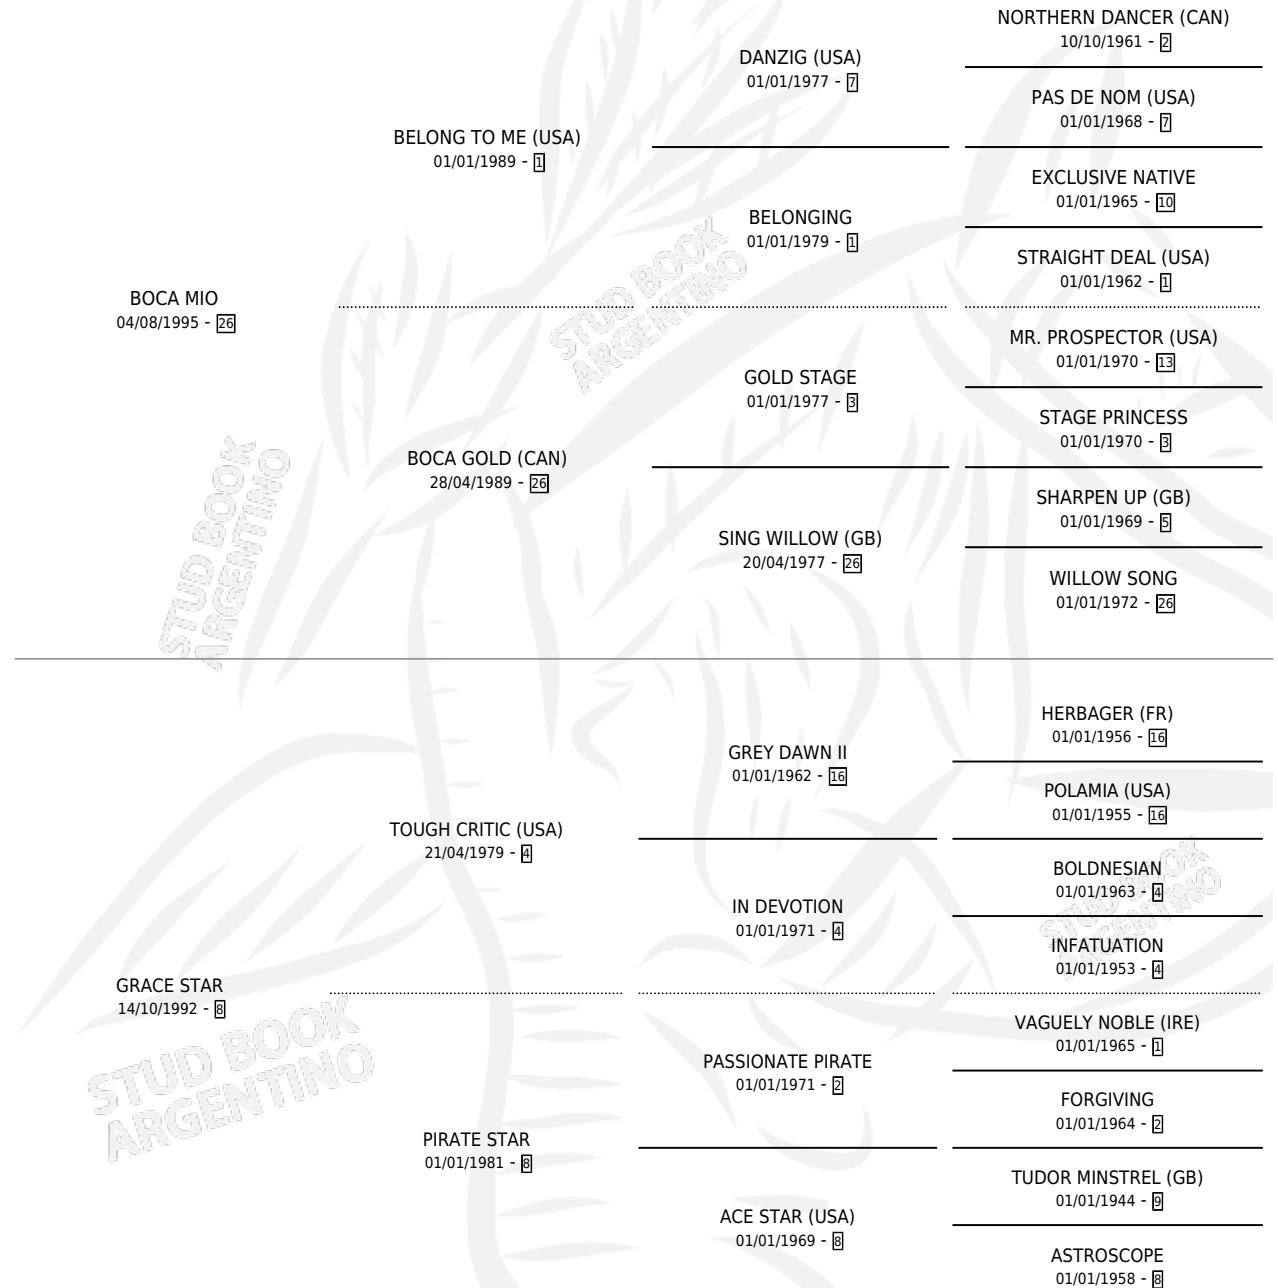 NORTHERN DANCER (CAN)
10/10/1961 - 2
DANZIG (USA)
01/01/1977 - 7
PAS DE NOM (USA)
01/01/1968 - 7
BELONG TO ME (USA)
01/01/1989 - 1
EXCLUSIVE NATIVE
01/01/1965 - 10
BELONGING
01/01/1979 - 1
STRAIGHT DEAL (USA)
01/01/1962 - 1
BOCA MIO
04/08/1995 - 26
MR. PROSPECTOR (USA)
01/01/1970 - 13
GOLD STAGE
01/01/1977 - 3
STAGE PRINCESS
01/01/1970 - 3
BOCA GOLD (CAN)
28/04/1989 - 26
SHARPEN UP (GB)
01/01/1969 - 5
SING WILLOW (GB)
20/04/1977 - 26
WILLOW SONG
01/01/1972 - 26
HERBAGER (FR)
01/01/1956 - 16
GREY DAWN II
01/01/1962 - 16
POLAMIA (USA)
01/01/1955 - 16
TOUGH CRITIC (USA)
21/04/1979 - 4
BOLDNESIAN
01/01/1963 - 4
IN DEVOTION
01/01/1971 - 4
INFATUATION
01/01/1953 - 4
GRACE STAR
14/10/1992 - 8
VAGUELY NOBLE (IRE)
01/01/1965 - 1
PASSIONATE PIRATE
01/01/1971 - 2
FORGIVING
01/01/1964 - 2
PIRATE STAR
01/01/1981 - 8
TUDOR MINSTREL (GB)
01/01/1944 - 9
ACE STAR (USA)
01/01/1969 - 8
ASTROSCOPE
01/01/1958 - 8
STUD BOOK
ARGENTINO
STUD BOOK
ARGENTINO
STUD BOOK
ARGENTINO
STUD BOOK
ARGENTINO